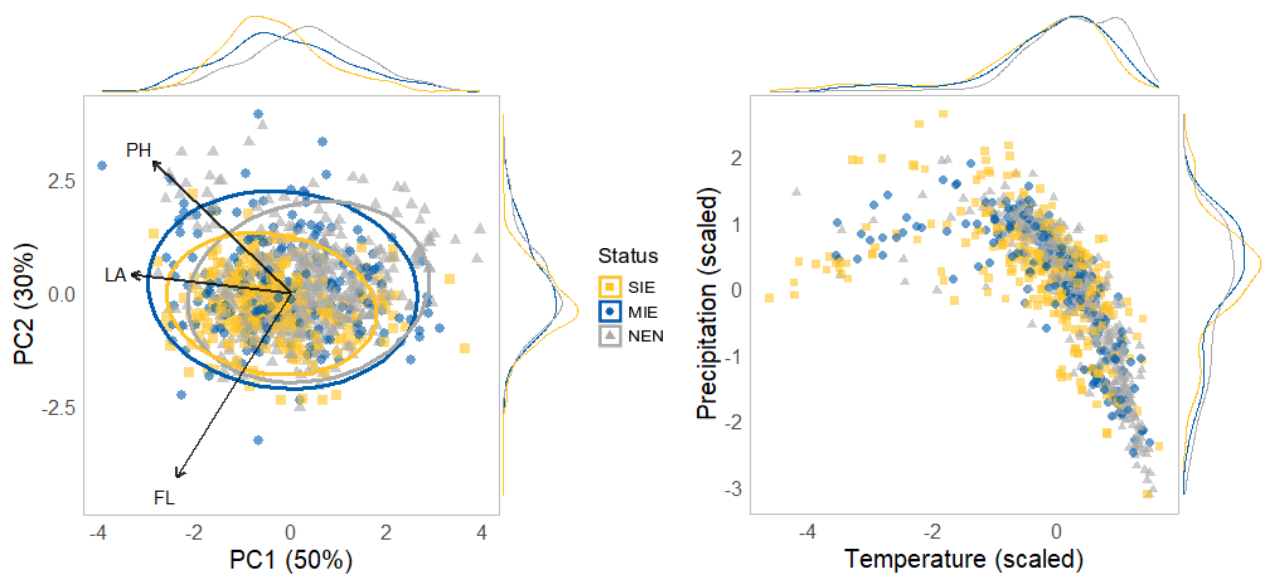 PH
LA
FL
2.5
0.0
-2.5
PC2 (30%)
-4
-2
0
2
4
PC1 (50%)
Status
SIE
MIE
NEN
2
1
0
-1
-2
-3
Precipitation (scaled)
-4
-2
0
Temperature (scaled)